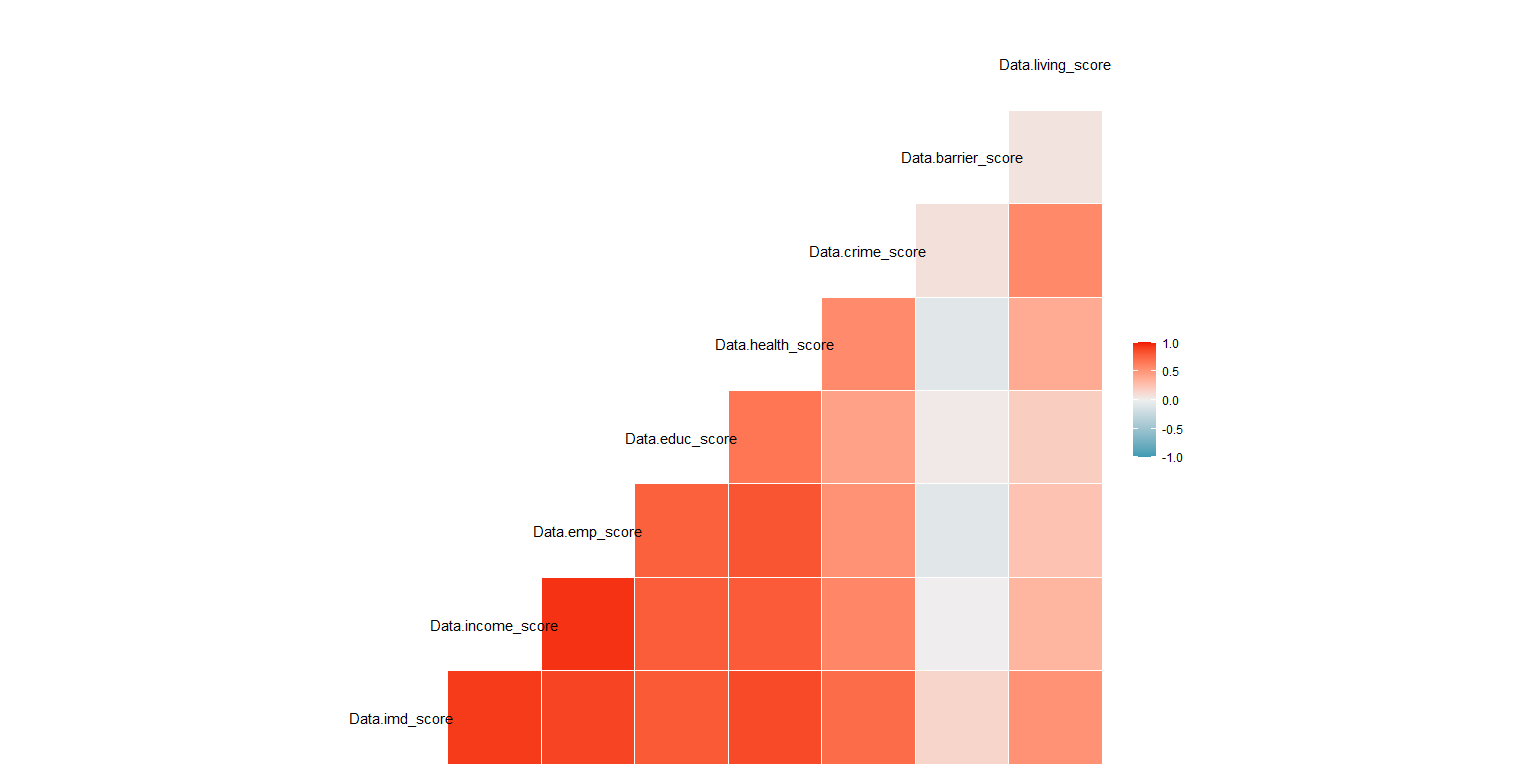 Data.living_score
Data.barrier_score
Data.crime_score
Data.health_score
Data.educ_score
Data.emp_score
Data.income_score
Data.imd_score
1.0
0.5
0.0
-0.5
-1.0